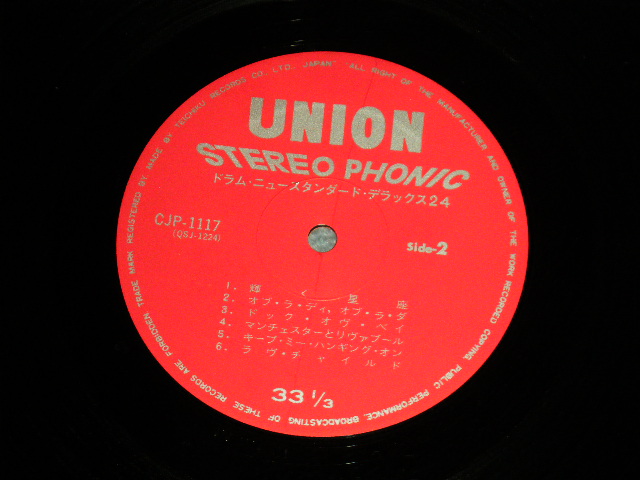 MADE BY TEICHIKU RECORDS CO. LTD. JAPAN" "ALL RIGHT OF THE MANUFACTURER AND OWNER OF THE WORK RECORDED COPYING, PUBLIC PERFORMANCE, BROADCASTING OF THESE RECORDS ARE FORBIDDEN TRADE MARK REGISTERED BY
UNION
STEREO PHONIC
ドラム・ニュースタンダード・デラックス24
CJP-1117
(QSJ-1224)
Side-2
1. 輝く星座
2. オブ・ラ・ディ, オブ・ラ・ダ
3. ドック・オヴ・ベイ
4. マンチェスターとリヴァプール
5. キープ・ミー・ハンギング・オン
6. ラヴ・チャイルド
33 1/3